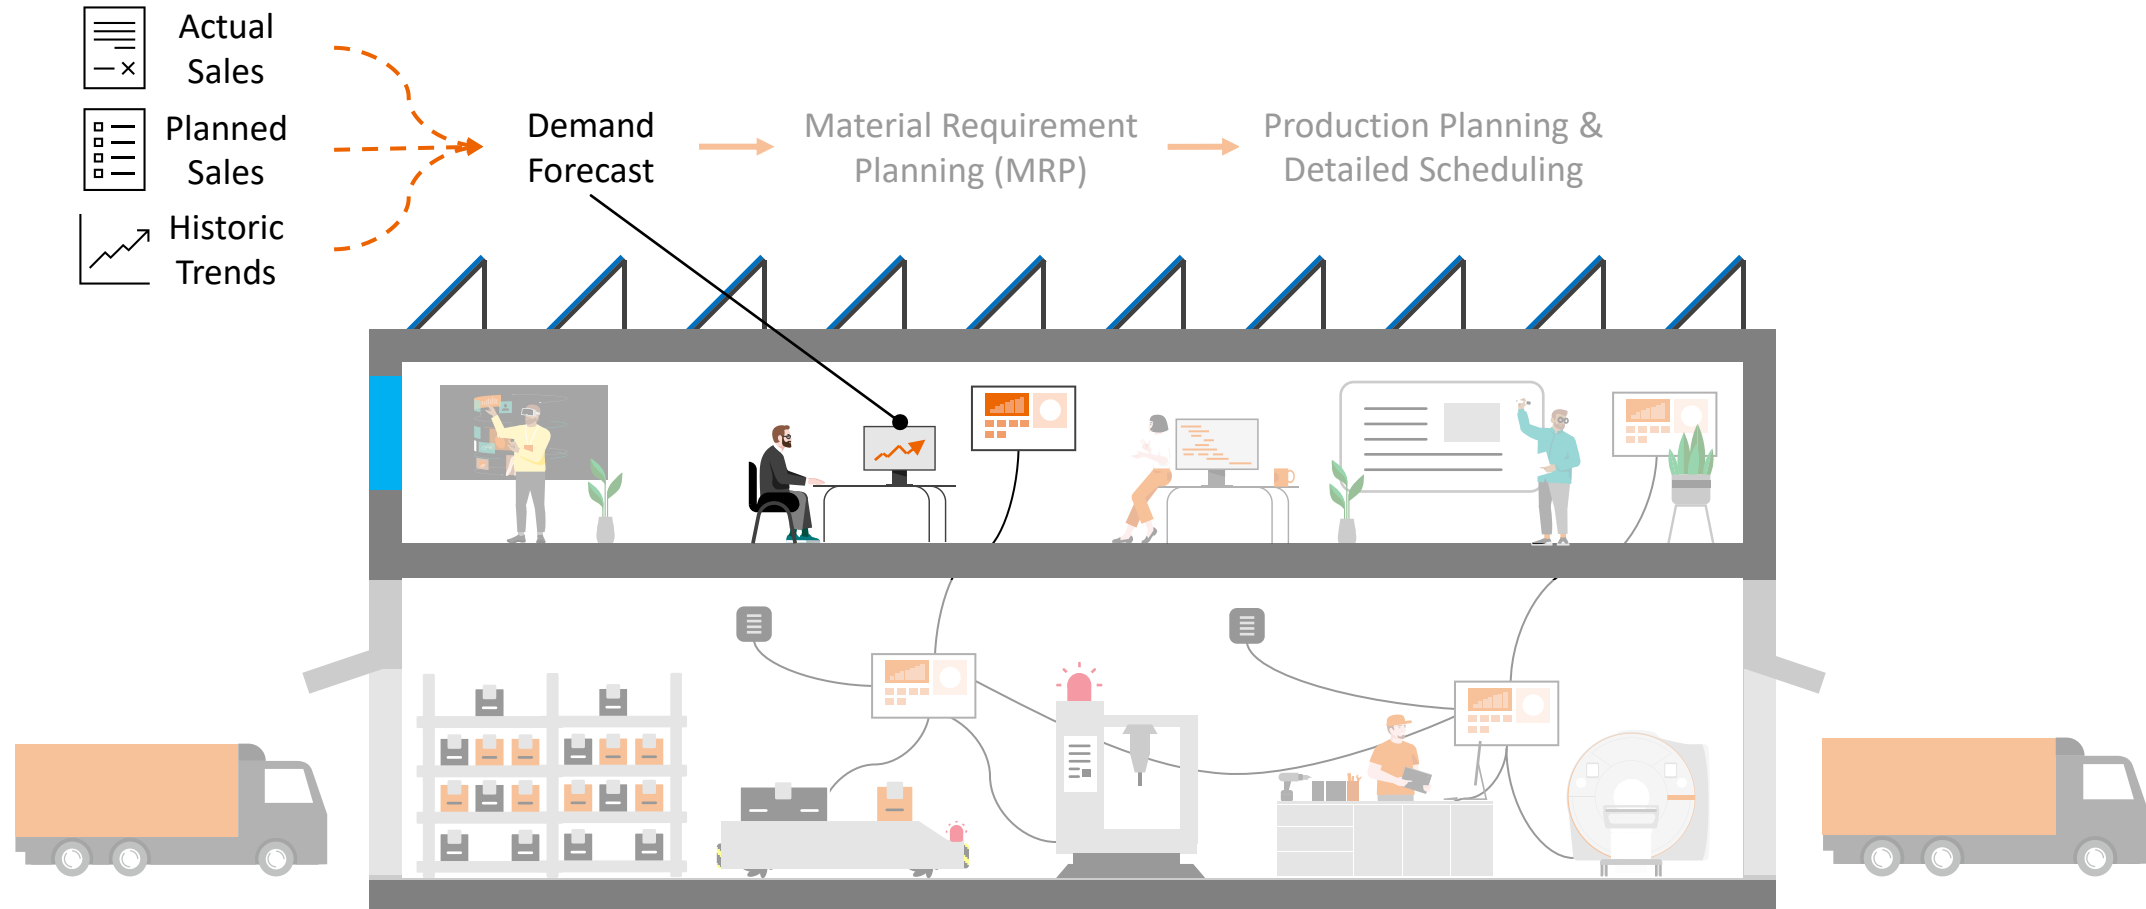 Actual
Sales
Planned
Sales
Historic
Trends
Demand
Forecast
Material Requirement
Planning (MRP)
Production Planning &
Detailed Scheduling